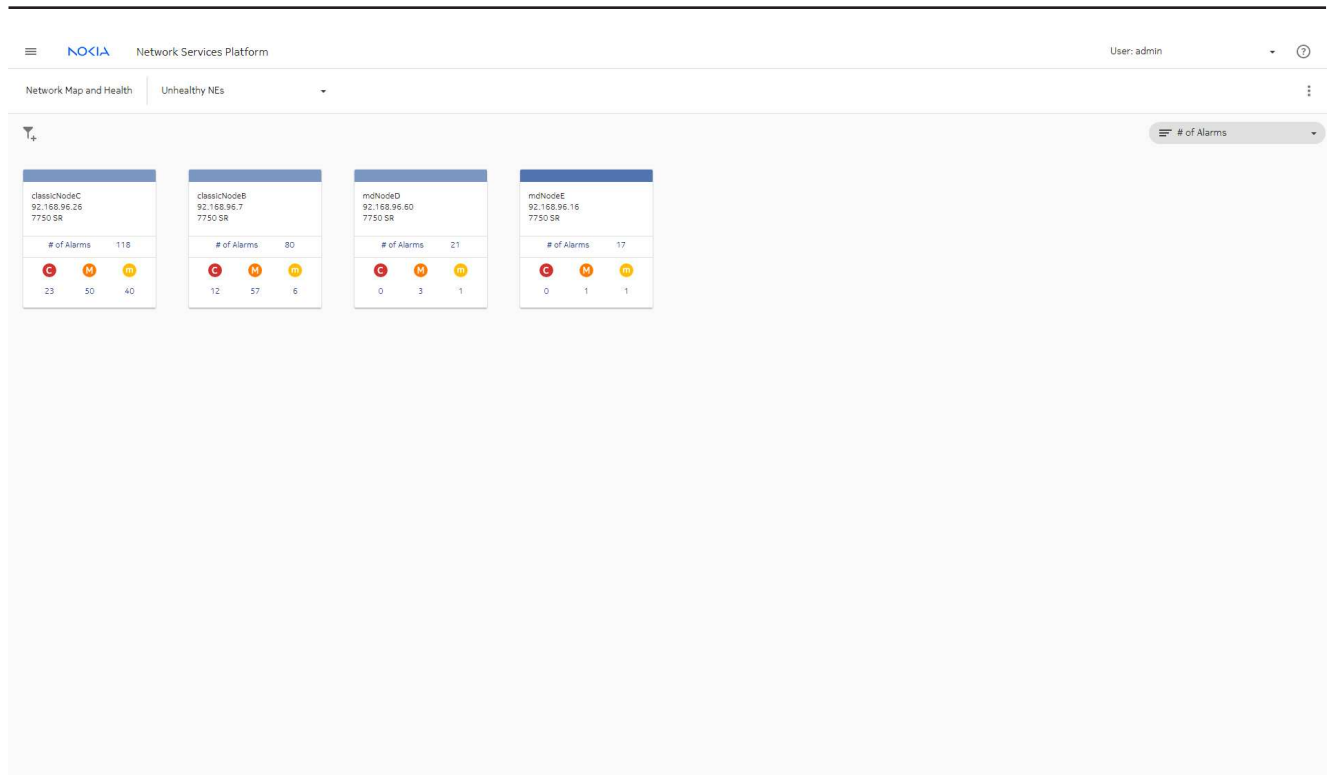 NOKIA Network Services Platform User: admin ?
Network Map and Health Unhealthy NEs
# of Alarms
classicNodeC
92.168.96.26
7750 SR
# of Alarms 118
C M m
23 50 40
classicNodeB
92.168.96.7
7750 SR
# of Alarms 80
C M m
12 57 6
mdNodeD
92.168.96.60
7750 SR
# of Alarms 21
C M m
0 3 1
mdNodeE
92.168.96.16
7750 SR
# of Alarms 17
C M m
0 1 1